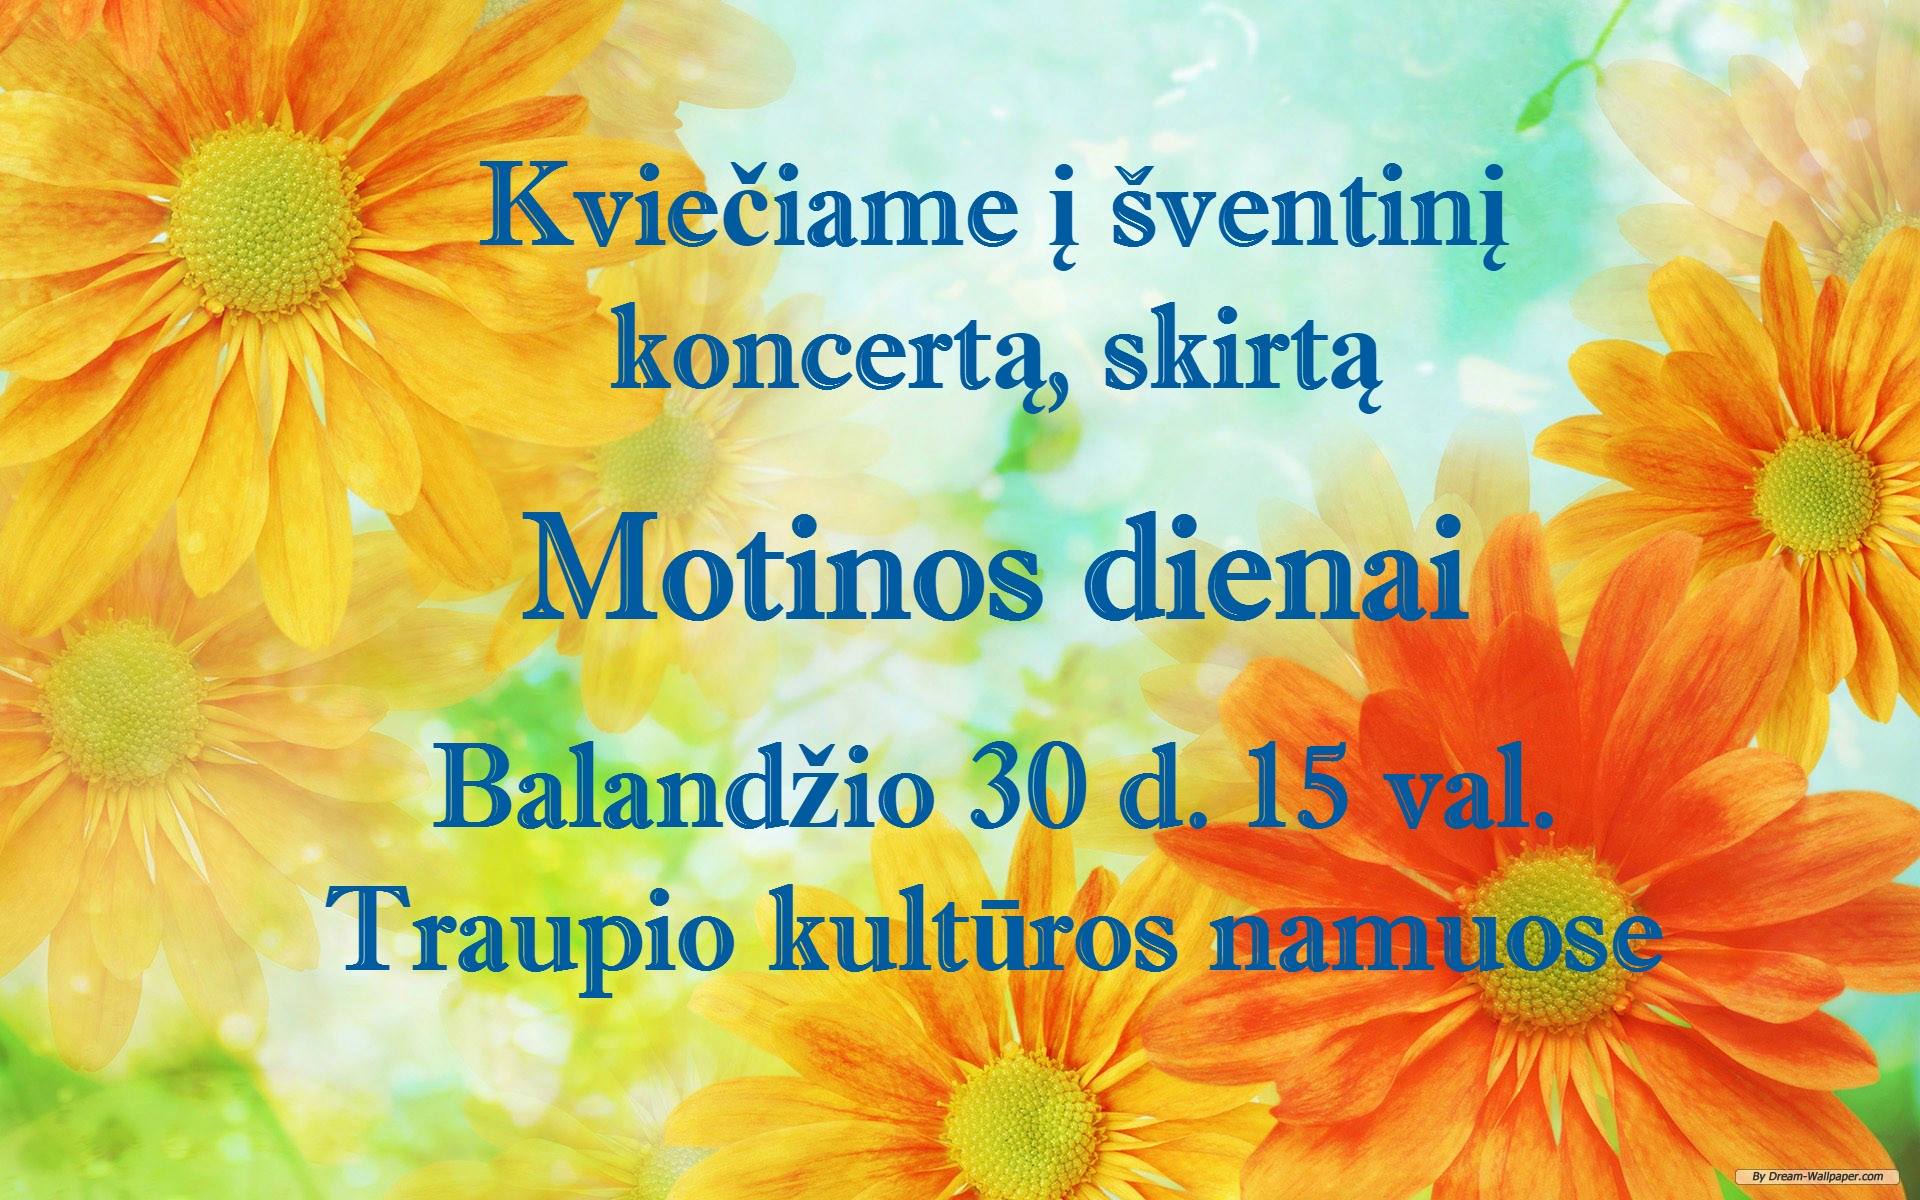 Kviečiame į šventinį
koncertą, skirtą
Motinos dienai
Balandžio 30 d. 15 val.
Traupio kultūros namuose
By Dream-Wallpaper.com